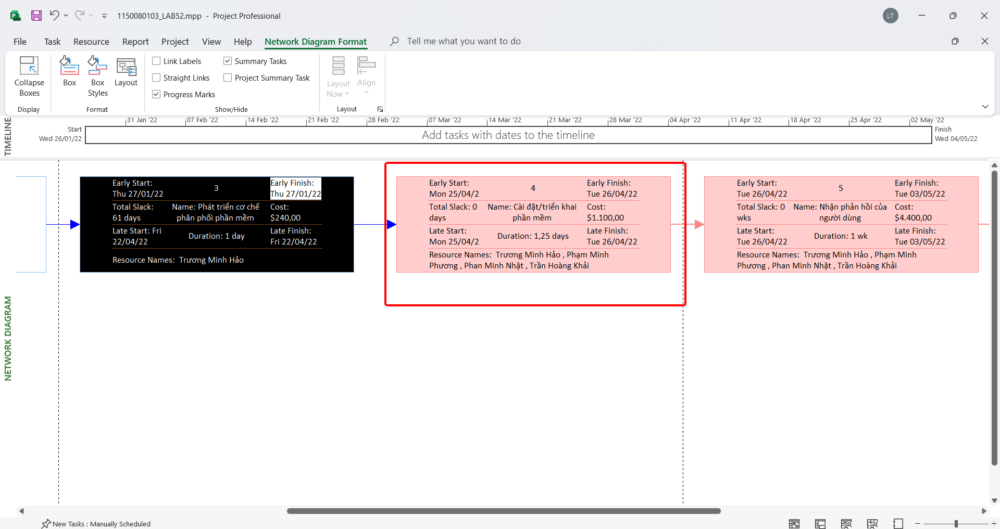 1150080103_LAB52.mpp - Project Professional
LT
File Task Resource Report Project View Help Network Diagram Format Tell me what you want to do
Collapse Boxes
Box
Box Styles
Layout
Link Labels
Straight Links
Progress Marks
Summary Tasks
Project Summary Task
Layout Now
Align
Display
Format
Show/Hide
Layout
TIMELINE
31 Jan '22 07 Feb '22 14 Feb '22 21 Feb '22 28 Feb '22 07 Mar '22 14 Mar '22 21 Mar '22 28 Mar '22 04 Apr '22 11 Apr '22 18 Apr '22 25 Apr '22 02 May '22
Start
Wed 26/01/22
Add tasks with dates to the timeline
Finish
Wed 04/05/22
NETWORK DIAGRAM
Early Start:
Thu 27/01/22
3
Early Finish:
Thu 27/01/22
Total Slack:
61 days
Name: Phát triển cơ chế
phân phối phần mềm
Cost:
$240,00
Late Start: Fri
22/04/22
Duration: 1 day
Late Finish:
Fri 22/04/22
Resource Names: Trương Minh Hảo
Early Start:
Mon 25/04/2
4
Early Finish:
Tue 26/04/22
Total Slack: 0
days
Name: Cài đặt/triển khai
phần mềm
Cost:
$1.100,00
Late Start:
Mon 25/04/2
Duration: 1,25 days
Late Finish:
Tue 26/04/22
Resource Names: Trương Minh Hảo , Phạm Minh
Phương , Phan Minh Nhật , Trần Hoàng Khải
Early Start:
Tue 26/04/22
5
Early Finish:
Tue 03/05/22
Total Slack: 0
wks
Name: Nhận phản hồi của
người dùng
Cost:
$4.400,00
Late Start:
Tue 26/04/22
Duration: 1 wk
Late Finish:
Tue 03/05/22
Resource Names: Trương Minh Hảo , Phạm Minh
Phương , Phan Minh Nhật , Trần Hoàng Khải
New Tasks : Manually Scheduled